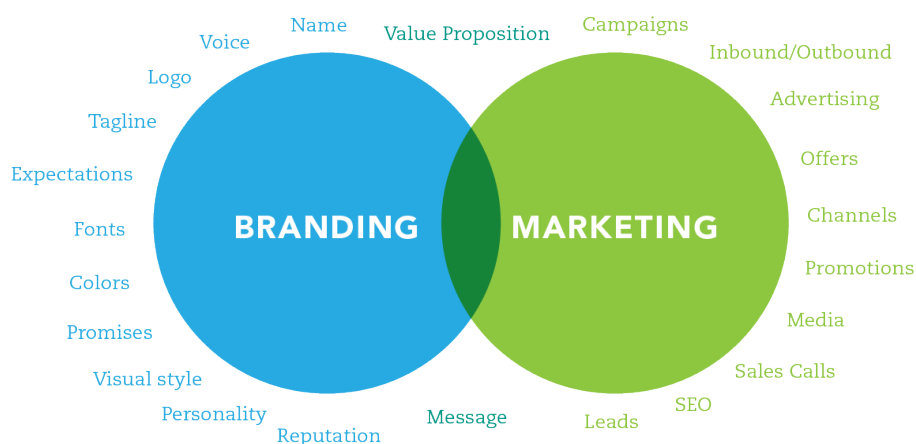 Name
Value Proposition
Campaigns
Voice
Inbound/Outbound
Logo
Advertising
Tagline
Offers
Expectations
Channels
Fonts
BRANDING
MARKETING
Promotions
Colors
Media
Promises
Sales Calls
Visual style
SEO
Personality
Message
Leads
Reputation